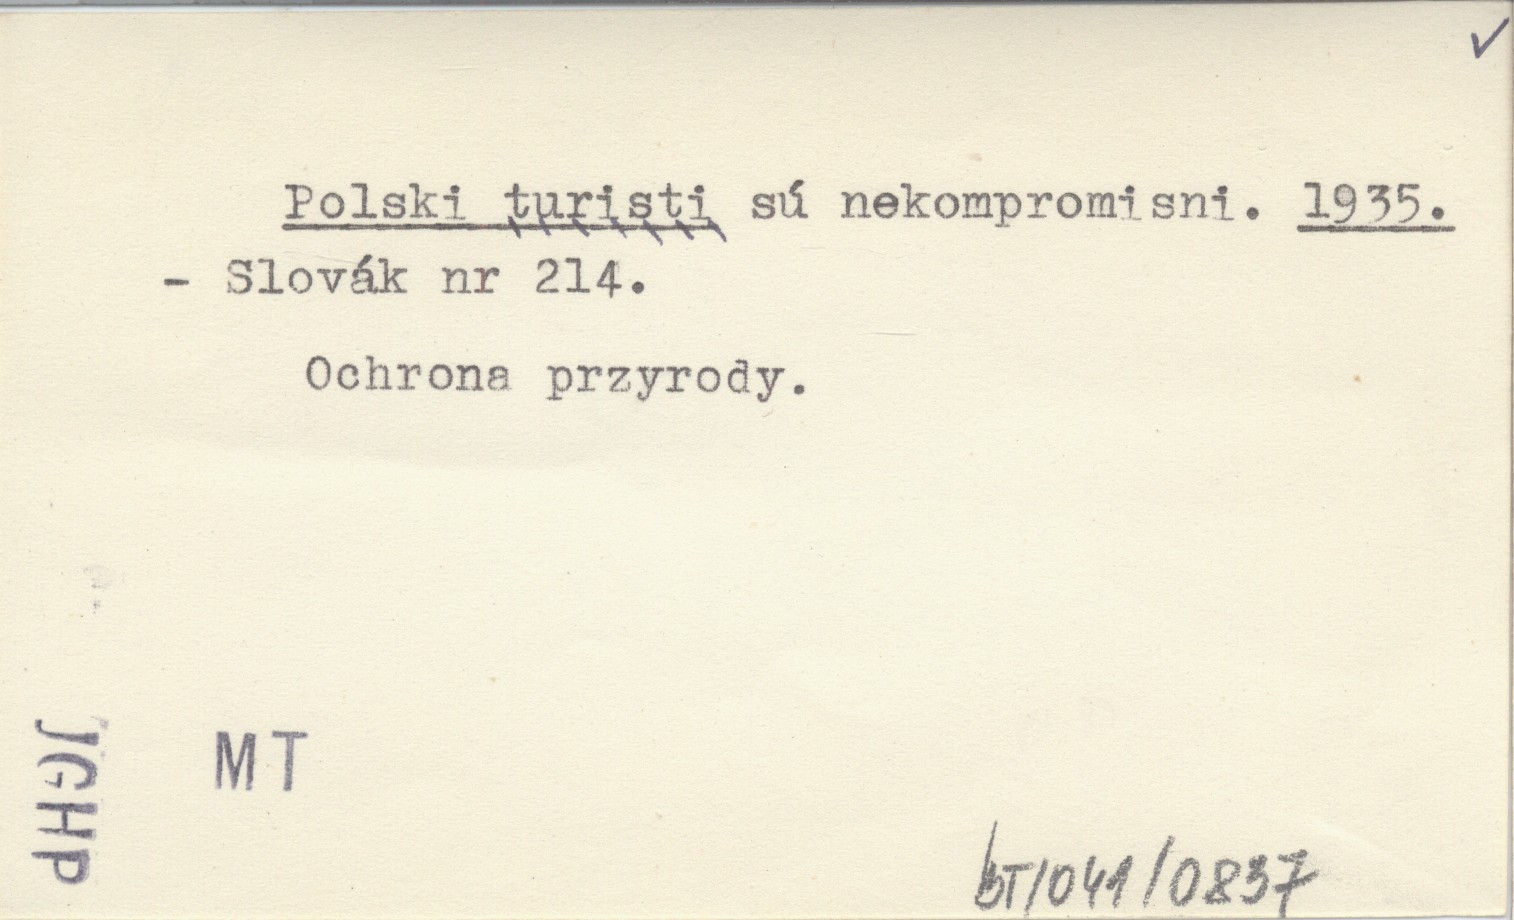 Polski turisti sú nekompromisni. 1935.
- Slovák nr 214.
Ochrona przyrody.
JGHP
MT
bT/041/0837